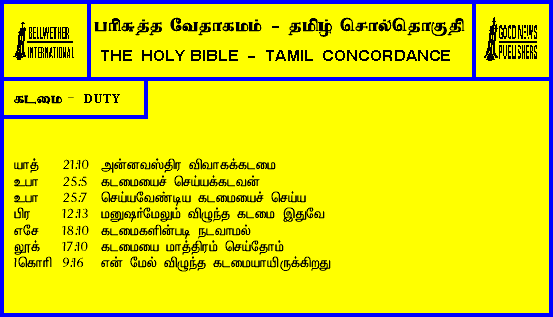 BELLWETHER
INTERNATIONAL
பரிசுத்த வேதாகமம் - தமிழ் சொல்தொகுதி
THE HOLY BIBLE - TAMIL CONCORDANCE
GOOD NEWS
PUBLISHERS
கடமை - DUTY
யாத் 21:10 அன்னவஸ்திர விவாகக்கடமை
உபா 25:5 கடமையைச் செய்யக்கடவன்
உபா 25:7 செய்யவேண்டிய கடமையைச் செய்ய
பிர 12:13 மனுஷர்மேலும் விழுந்த கடமை இதுவே
எசே 18:10 கடமைகளின்படி நடவாமல்
லூக் 17:10 கடமையை மாத்திரம் செய்தோம்
1கொரி 9:16 என் மேல் விழுந்த கடமையாயிருக்கிறது